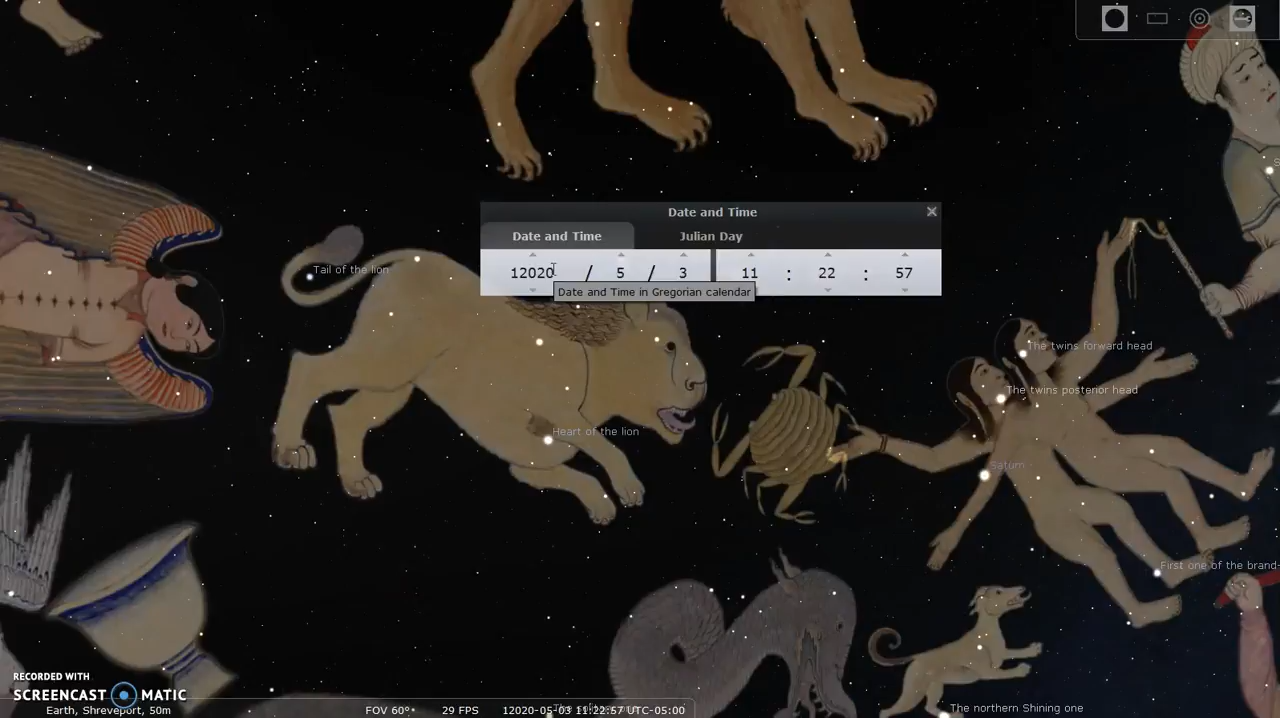 Date and Time
Date and Time
Julian Day
12020 / 5 / 3 11 : 22 : 57
Date and Time in Gregorian calendar
Tail of the lion
The twins forward head
The twins posterior head
Heart of the lion
Saturn
First one of the brand-
RECORDED WITH
SCREENCAST MATIC
Earth, Shreveport, 50m
FOV 60°
29 FPS
12020-05-03 11:22:57 UTC-05:00
The northern Shining one